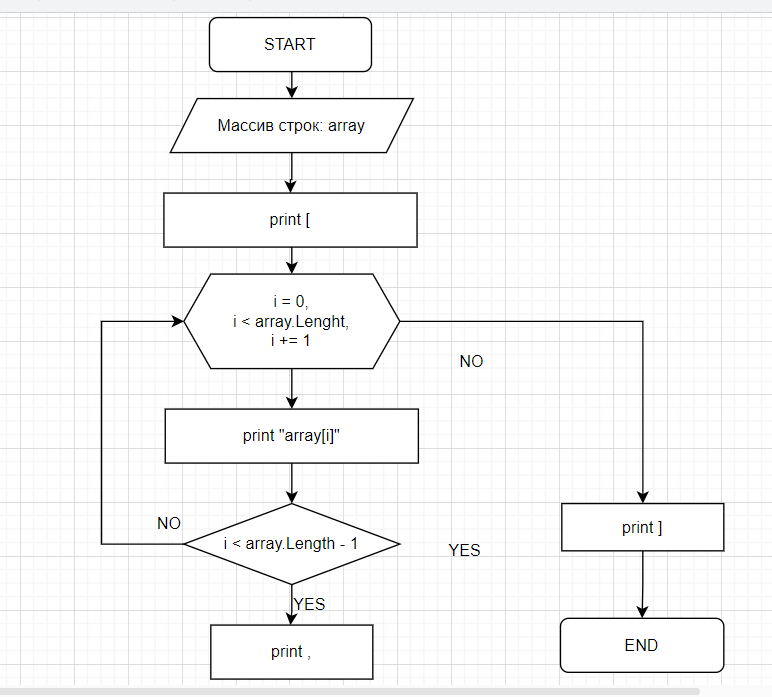 START
Массив строк: array
print [
i = 0,
i < array.Lenght,
i += 1
NO
print "array[i]"
NO
i < array.Length - 1
YES
print ]
YES
print ,
END